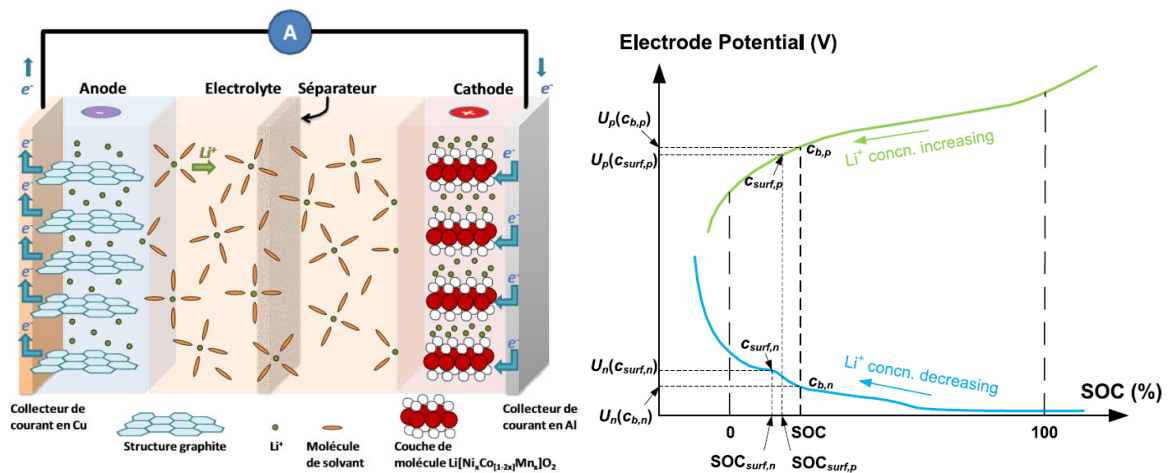 A
e⁻
e⁻
Anode
Electrolyte
Séparateur
Cathode
-
+
e⁻
e⁻
e⁻
e⁻
Li⁺
e⁻
e⁻
e⁻
e⁻
Collecteur de
courant en Cu
Structure graphite
Li⁺
Molécule
de solvant
Couche de
molécule Li[NiₓCo[1-2x]Mnₓ]O₂
Collecteur de
courant en Al
Electrode Potential (V)
Uₚ(c_b,p)
Uₚ(c_surf,p)
c_b,p
c_surf,p
Li⁺ concn. increasing
Uₙ(c_surf,n)
Uₙ(c_b,n)
c_surf,n
c_b,n
Li⁺ concn. decreasing
SOC (%)
0
SOC
100
SOC_surf,n
SOC_surf,p